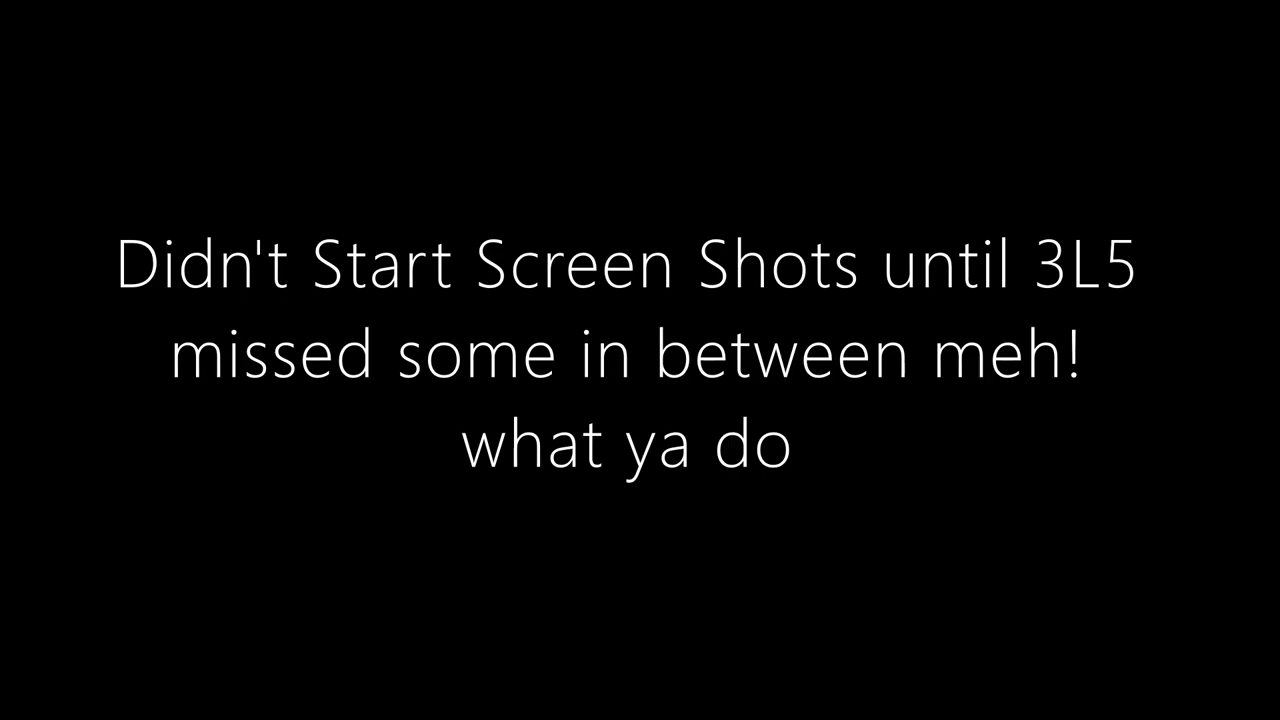 Didn't Start Screen Shots until 3L5
missed some in between meh!
what ya do